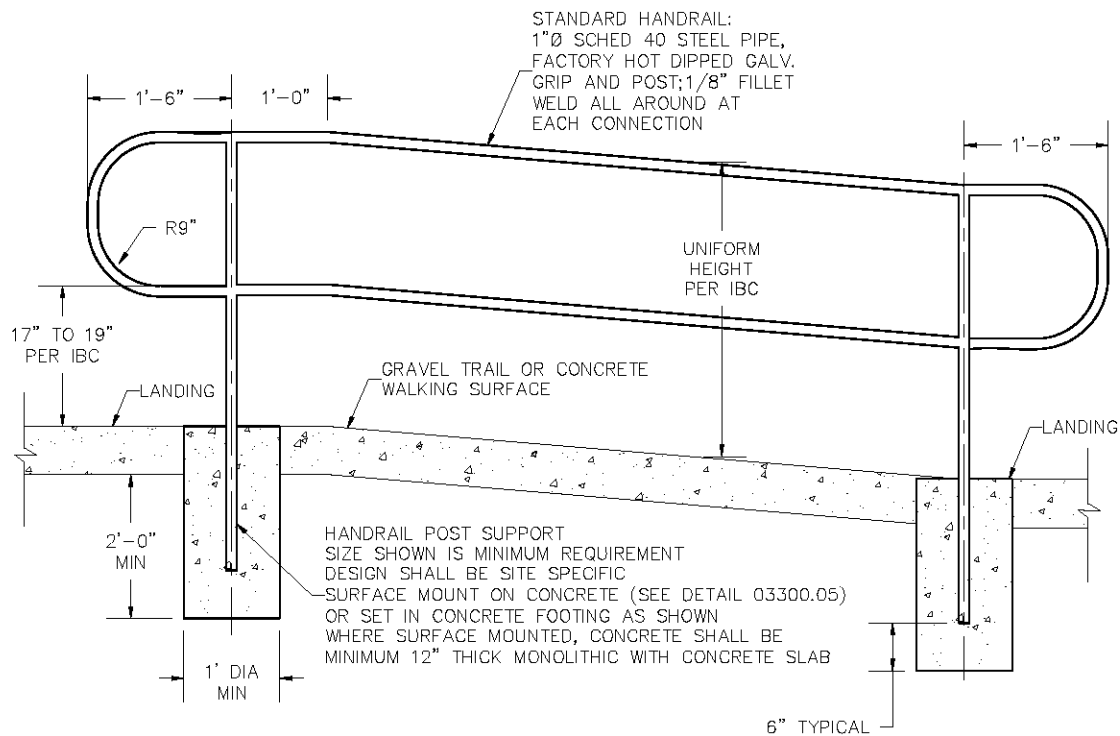 STANDARD HANDRAIL:
1"Ø SCHED 40 STEEL PIPE,
FACTORY HOT DIPPED GALV.
GRIP AND POST;1/8" FILLET
WELD ALL AROUND AT
EACH CONNECTION
1'-6"
1'-0"
1'-6"
R9"
UNIFORM
HEIGHT
PER IBC
17" TO 19"
PER IBC
GRAVEL TRAIL OR CONCRETE
WALKING SURFACE
LANDING
LANDING
2'-0"
MIN
HANDRAIL POST SUPPORT
SIZE SHOWN IS MINIMUM REQUIREMENT
DESIGN SHALL BE SITE SPECIFIC
SURFACE MOUNT ON CONCRETE (SEE DETAIL 03300.05)
OR SET IN CONCRETE FOOTING AS SHOWN
WHERE SURFACE MOUNTED, CONCRETE SHALL BE
MINIMUM 12" THICK MONOLITHIC WITH CONCRETE SLAB
1' DIA
MIN
6" TYPICAL